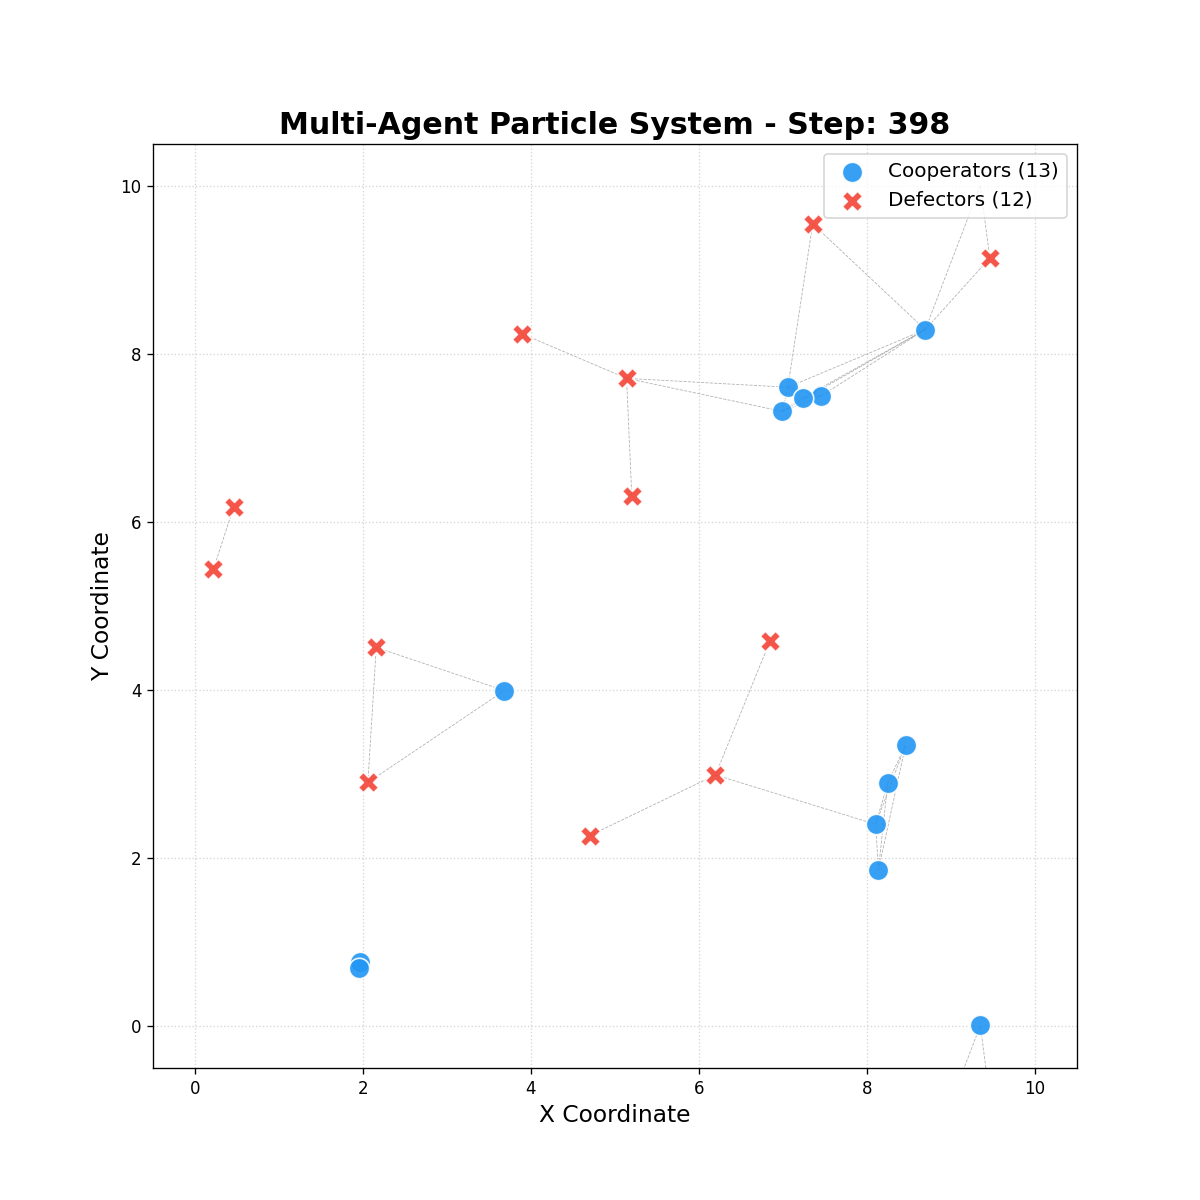 Multi-Agent Particle System - Step: 398
Cooperators (13)
Defectors (12)
10
8
6
4
2
0
Y Coordinate
0 2 4 6 8 10
X Coordinate